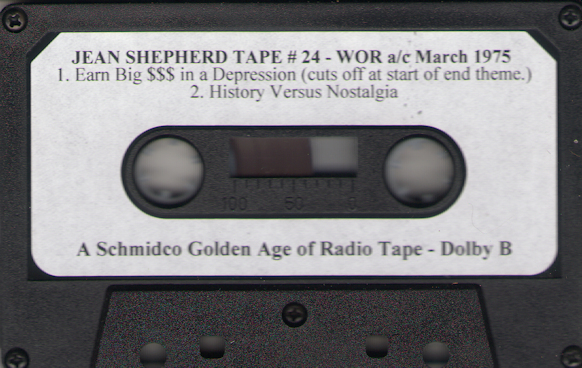 JEAN SHEPHERD TAPE # 24 - WOR a/c March 1975
1. Earn Big $$$ in a Depression (cuts off at start of end theme.)
2. History Versus Nostalgia
100 50 0
A Schmidco Golden Age of Radio Tape - Dolby B